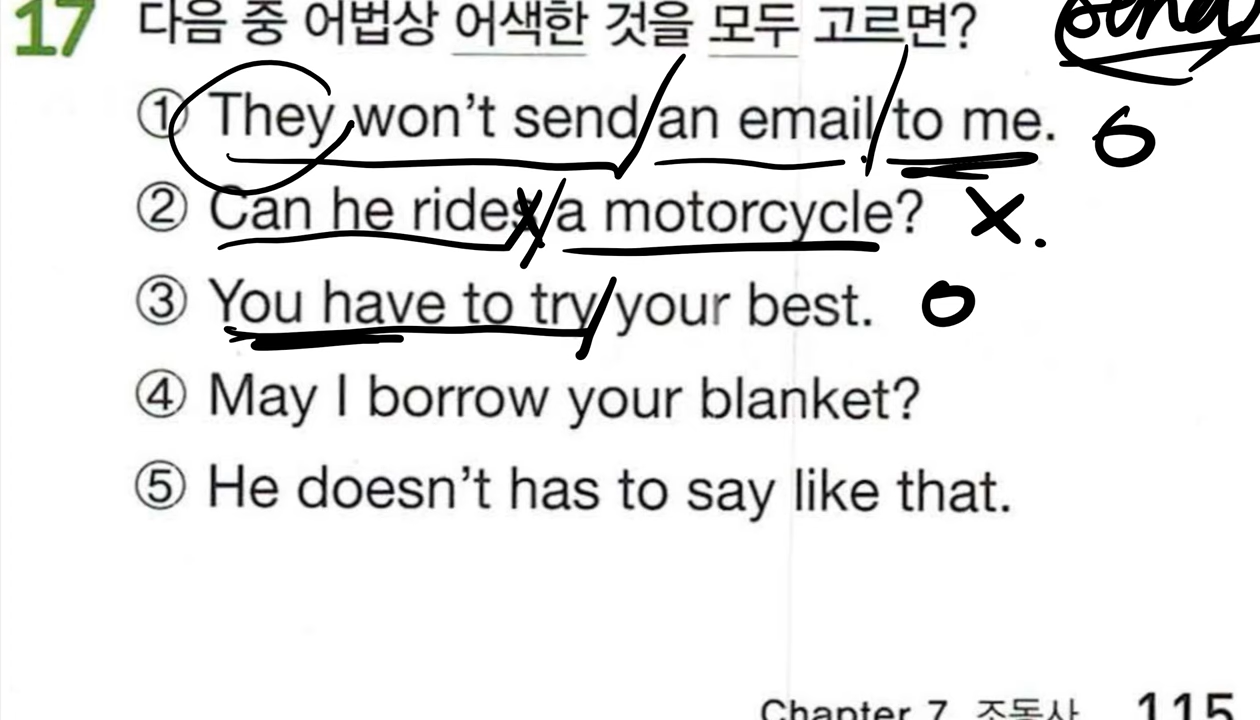 17 다음 중 어법상 어색한 것을 모두 고르면? send
① They won't send an email to me. O
② Can he rides a motorcycle? X.
③ You have to try your best. O
④ May I borrow your blanket?
⑤ He doesn't has to say like that.
Chapter 7 조동사 115